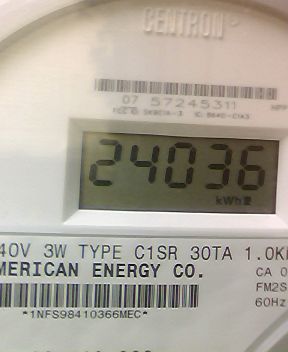 CENTRON
07 57245311
24036
kWh
40V 3W TYPE C1SR 30TA 1.0K
MERICAN ENERGY CO.
CA 0
FM2S
60Hz
*1NFS98410366MEC*